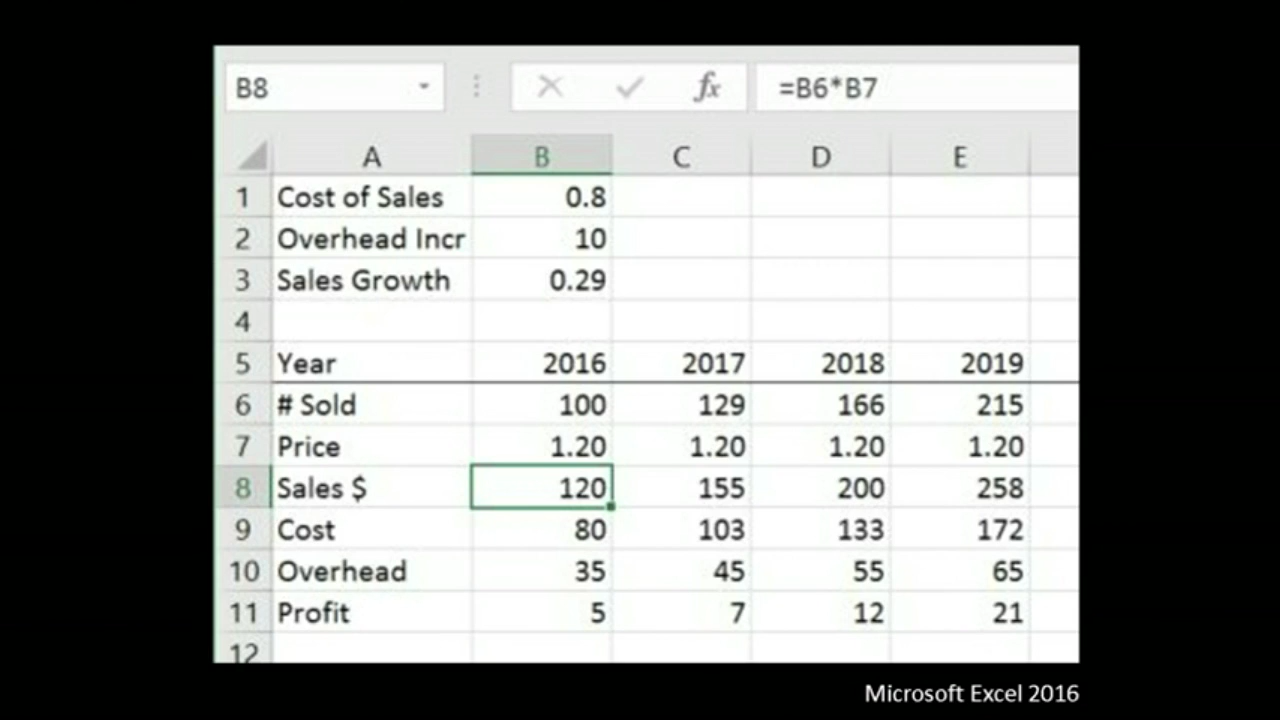 B8 fx =B6*B7
A B C D E
1 Cost of Sales 0.8
2 Overhead Incr 10
3 Sales Growth 0.29
4
5 Year 2016 2017 2018 2019
6 # Sold 100 129 166 215
7 Price 1.20 1.20 1.20 1.20
8 Sales $ 120 155 200 258
9 Cost 80 103 133 172
10 Overhead 35 45 55 65
11 Profit 5 7 12 21
12
Microsoft Excel 2016